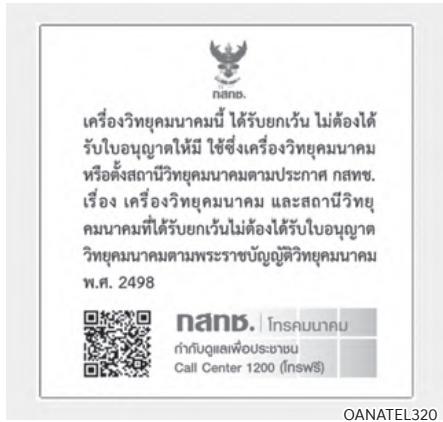 กสทช.
เครื่องวิทยุคมนาคมนี้ ได้รับยกเว้น ไม่ต้องได้
รับใบอนุญาตให้มี ใช้ซึ่งเครื่องวิทยุคมนาคม
หรือตั้งสถานีวิทยุคมนาคมตามประกาศ กสทช.
เรื่อง เครื่องวิทยุคมนาคม และสถานีวิทยุ
คมนาคมที่ได้รับยกเว้นไม่ต้องได้รับใบอนุญาต
วิทยุคมนาคมตามพระราชบัญญัติวิทยุคมนาคม
พ.ศ. 2498
กสทช. | โทรคมนาคม
กำกับดูแลเพื่อประชาชน
Call Center 1200 (โทรฟรี)
OANATEL320